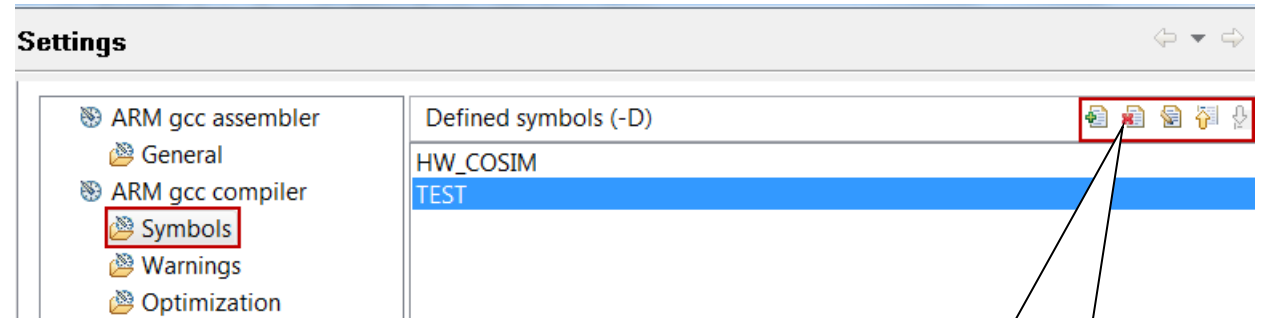 Settings
ARM gcc assembler
General
ARM gcc compiler
Symbols
Warnings
Optimization
Defined symbols (-D)
HW_COSIM
TEST